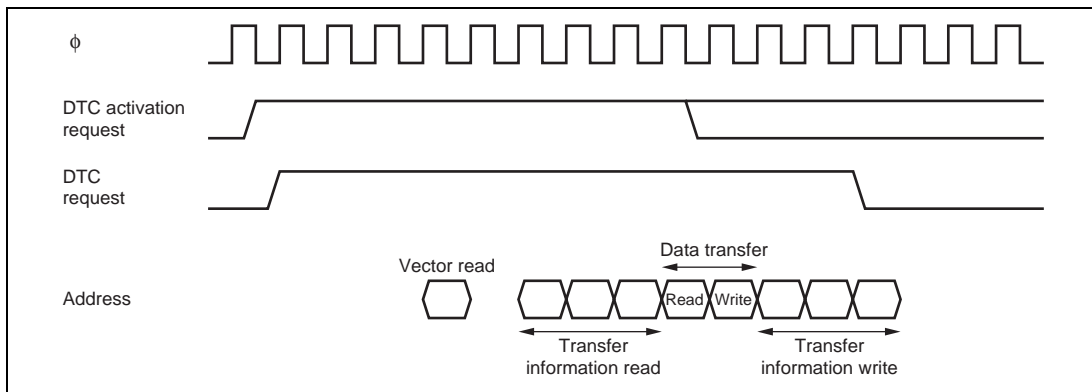 ϕ
DTC activation
request
DTC
request
Data transfer
Vector read
Address
Read
Write
Transfer
information read
Transfer
information write